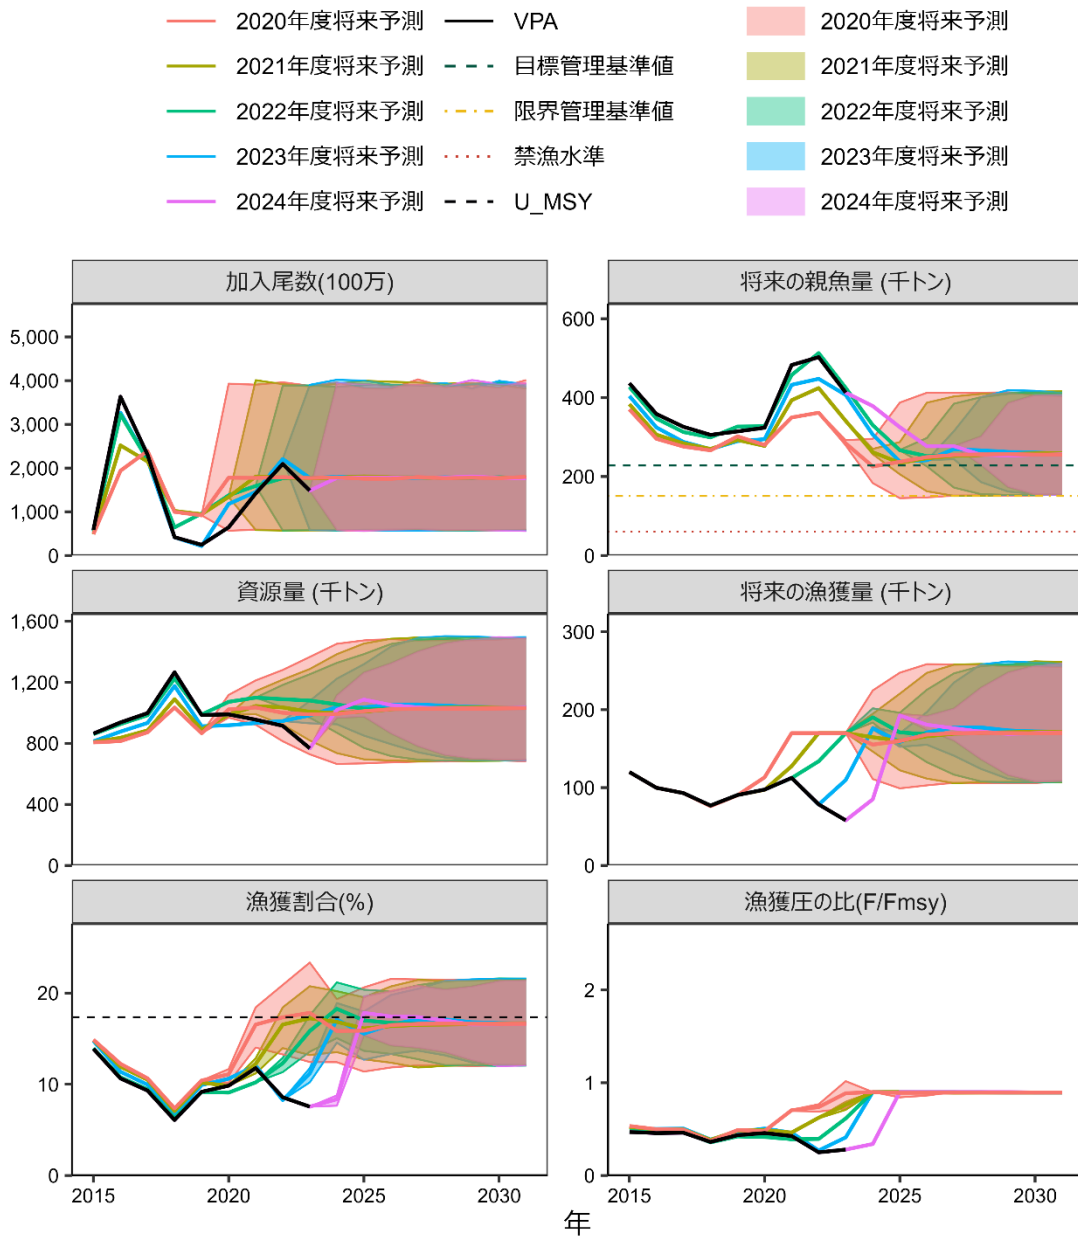 2020年度将来予測 VPA 2020年度将来予測
2021年度将来予測 目標管理基準値 2021年度将来予測
2022年度将来予測 限界管理基準値 2022年度将来予測
2023年度将来予測 禁漁水準 2023年度将来予測
2024年度将来予測 U_MSY 2024年度将来予測
加入尾数(100万)
5,000
4,000
3,000
2,000
1,000
0
将来の親魚量 (千トン)
600
400
200
0
資源量 (千トン)
1,600
1,200
800
400
0
将来の漁獲量 (千トン)
300
200
100
0
漁獲割合(%)
20
10
0
2015 2020 2025 2030
漁獲圧の比(F/Fmsy)
2
1
0
2015 2020 2025 2030
年